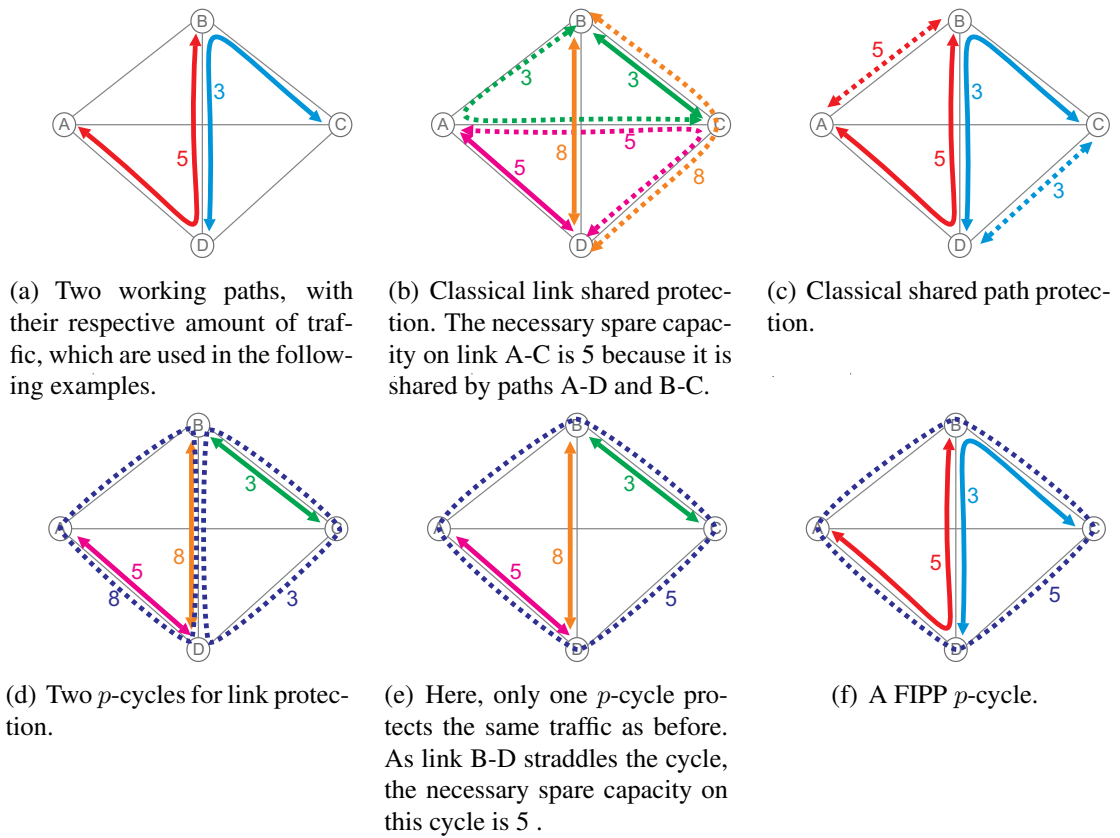 B
A
C
D
3
5
B
A
C
D
3
3
5
5
8
8
B
A
C
D
5
3
5
3
(a) Two working paths, with
their respective amount of traf-
fic, which are used in the follow-
ing examples.
(b) Classical link shared protec-
tion. The necessary spare capac-
ity on link A-C is 5 because it is
shared by paths A-D and B-C.
(c) Classical shared path protec-
tion.
B
A
C
D
3
5
8
8
3
B
A
C
D
3
5
8
5
B
A
C
D
3
5
5
(d) Two p-cycles for link protec-
tion.
(e) Here, only one p-cycle pro-
tects the same traffic as before.
As link B-D straddles the cycle,
the necessary spare capacity on
this cycle is 5 .
(f) A FIPP p-cycle.